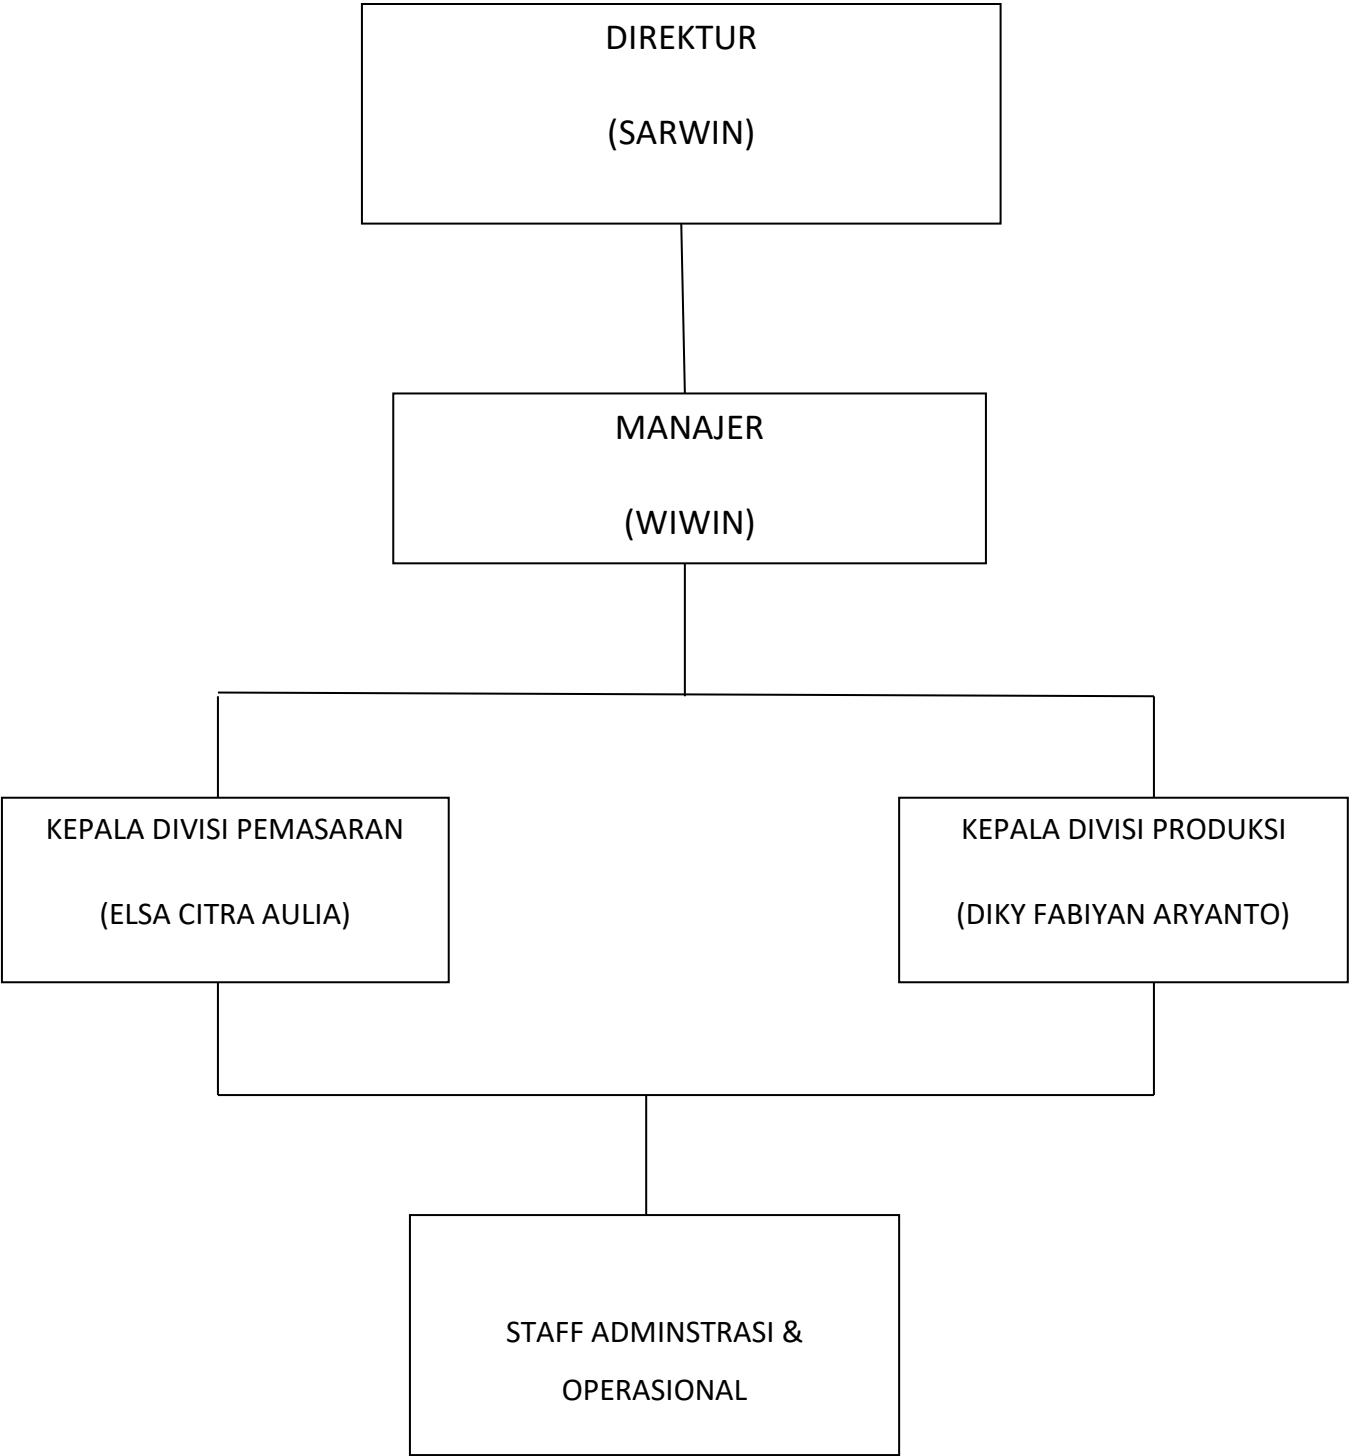 DIREKTUR
(SARWIN)
MANAJER
(WIWIN)
KEPALA DIVISI PEMASARAN
(ELSA CITRA AULIA)
KEPALA DIVISI PRODUKSI
(DIKY FABIYAN ARYANTO)
STAFF ADMINSTRASI &
OPERASIONAL